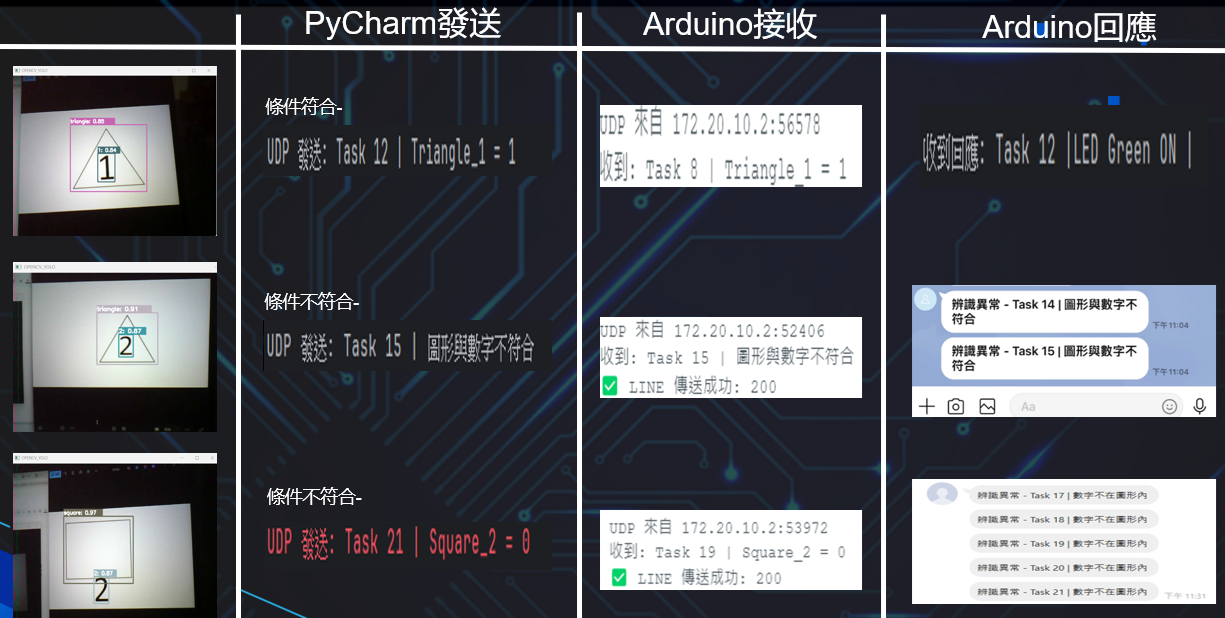 PyCharm發送
Arduino接收
Arduino回應
OPENCV_YOLO
triangle: 0.85
1: 0.84
1
條件符合-
UDP 發送: Task 12 | Triangle_1 = 1
UDP 來自 172.20.10.2:56578
收到: Task 8 | Triangle_1 = 1
收到回應: Task 12 |LED Green ON |
OPENCV_YOLO
triangle: 0.91
2: 0.87
2
條件不符合-
UDP 發送: Task 15 | 圖形與數字不符合
UDP 來自 172.20.10.2:52406
收到: Task 15 | 圖形與數字不符合
✅ LINE 傳送成功: 200
辨識異常 - Task 14 | 圖形與數字不
符合
下午 11:04
辨識異常 - Task 15 | 圖形與數字不
符合
下午 11:04
Aa
OPENCV_YOLO
square: 0.97
2: 0.87
2
條件不符合-
UDP 發送: Task 21 | Square_2 = 0
UDP 來自 172.20.10.2:53972
收到: Task 19 | Square_2 = 0
✅ LINE 傳送成功: 200
辨識異常 - Task 17 | 數字不在圖形內
辨識異常 - Task 18 | 數字不在圖形內
辨識異常 - Task 19 | 數字不在圖形內
辨識異常 - Task 20 | 數字不在圖形內
辨識異常 - Task 21 | 數字不在圖形內
下午 11:31